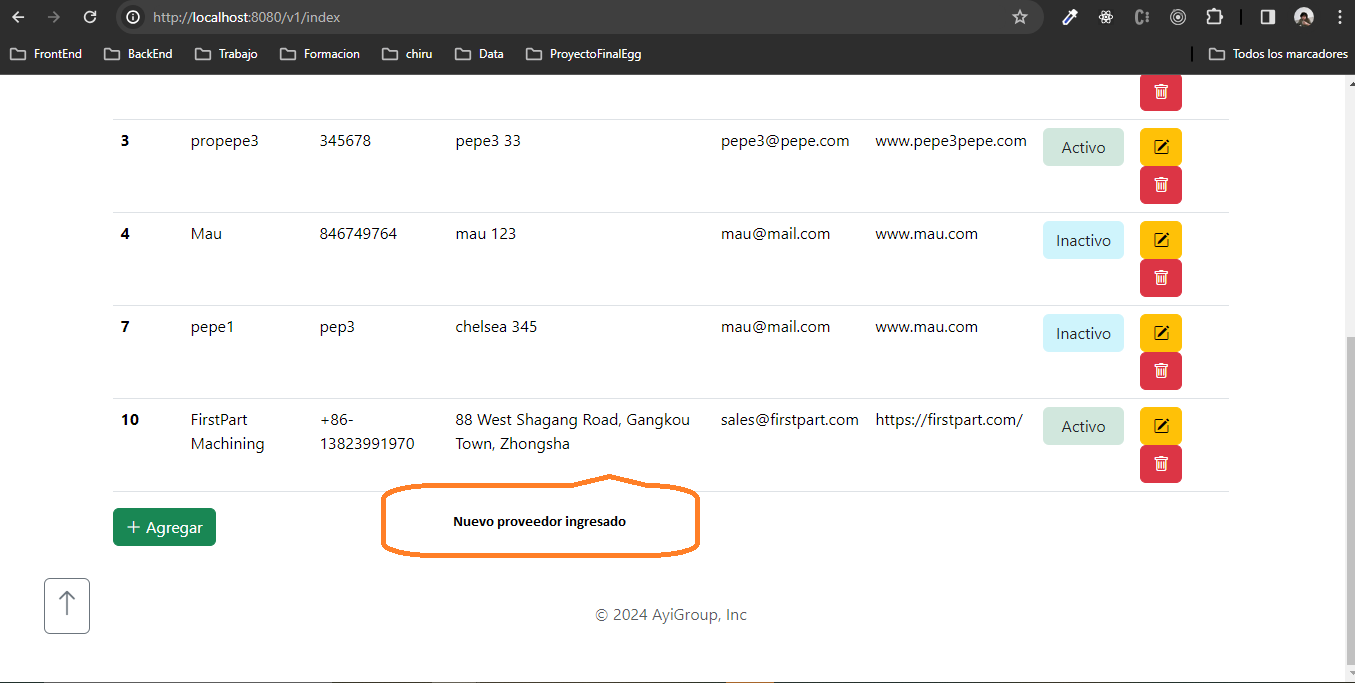 http://localhost:8080/v1/index
FrontEnd BackEnd Trabajo Formacion chiru Data ProyectoFinalEgg Todos los marcadores
3 propepe3 345678 pepe3 33 pepe3@pepe.com www.pepe3pepe.com Activo
4 Mau 846749764 mau 123 mau@mail.com www.mau.com Inactivo
7 pepe1 pep3 chelsea 345 mau@mail.com www.mau.com Inactivo
10 FirstPart +86- 88 West Shagang Road, Gangkou sales@firstpart.com https://firstpart.com/ Activo
Machining 13823991970 Town, Zhongsha
Nuevo proveedor ingresado
+ Agregar
© 2024 AyiGroup, Inc